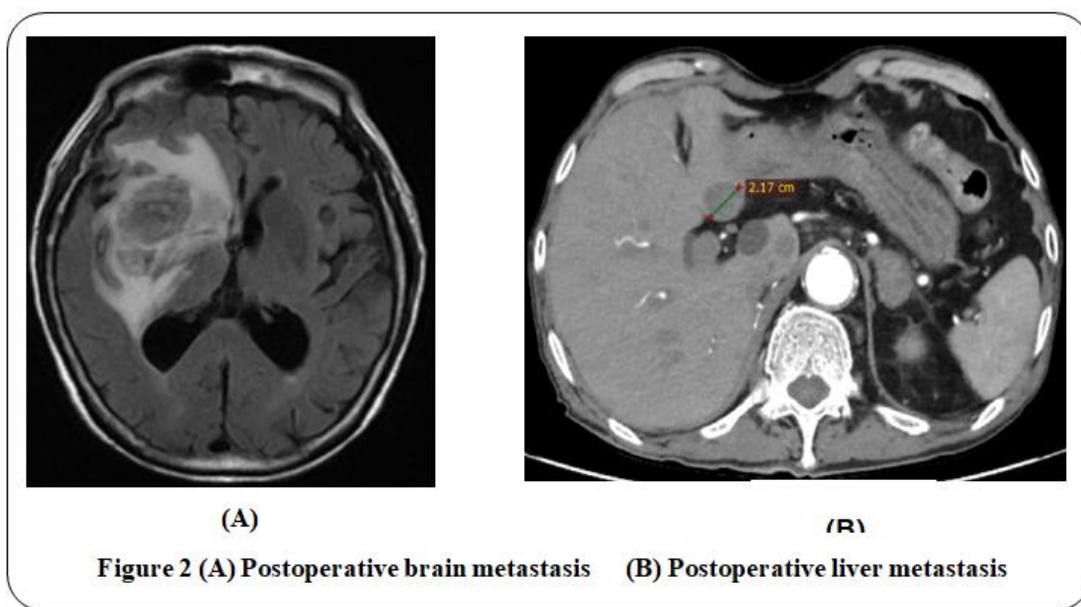 2.17 cm
(A)
(B)
Figure 2 (A) Postoperative brain metastasis (B) Postoperative liver metastasis